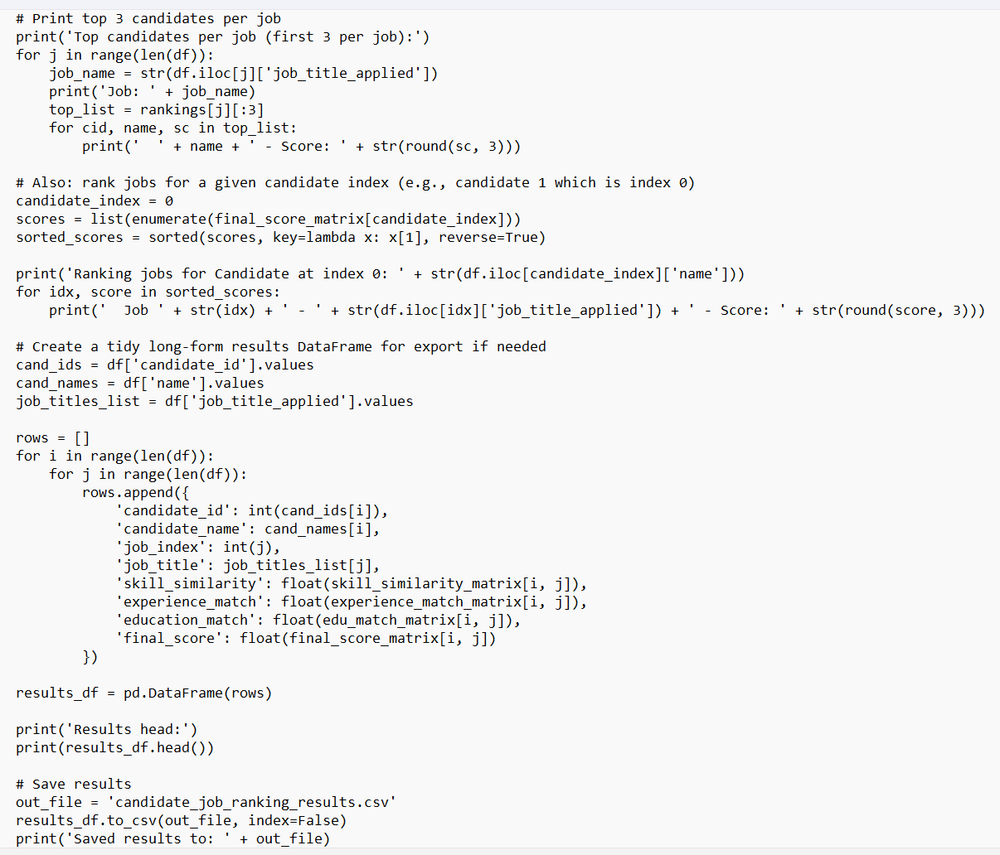 # Print top 3 candidates per job
print('Top candidates per job (first 3 per job):')
for j in range(len(df)):
    job_name = str(df.iloc[j]['job_title_applied'])
    print('Job: ' + job_name)
    top_list = rankings[j][:3]
    for cid, name, sc in top_list:
        print('  ' + name + ' - Score: ' + str(round(sc, 3)))

# Also: rank jobs for a given candidate index (e.g., candidate 1 which is index 0)
candidate_index = 0
scores = list(enumerate(final_score_matrix[candidate_index]))
sorted_scores = sorted(scores, key=lambda x: x[1], reverse=True)

print('Ranking jobs for Candidate at index 0: ' + str(df.iloc[candidate_index]['name']))
for idx, score in sorted_scores:
    print('  Job ' + str(idx) + ' - ' + str(df.iloc[idx]['job_title_applied']) + ' - Score: ' + str(round(score, 3)))

# Create a tidy long-form results DataFrame for export if needed
cand_ids = df['candidate_id'].values
cand_names = df['name'].values
job_titles_list = df['job_title_applied'].values

rows = []
for i in range(len(df)):
    for j in range(len(df)):
        rows.append({
            'candidate_id': int(cand_ids[i]),
            'candidate_name': cand_names[i],
            'job_index': int(j),
            'job_title': job_titles_list[j],
            'skill_similarity': float(skill_similarity_matrix[i, j]),
            'experience_match': float(experience_match_matrix[i, j]),
            'education_match': float(edu_match_matrix[i, j]),
            'final_score': float(final_score_matrix[i, j])
        })

results_df = pd.DataFrame(rows)

print('Results head:')
print(results_df.head())

# Save results
out_file = 'candidate_job_ranking_results.csv'
results_df.to_csv(out_file, index=False)
print('Saved results to: ' + out_file)